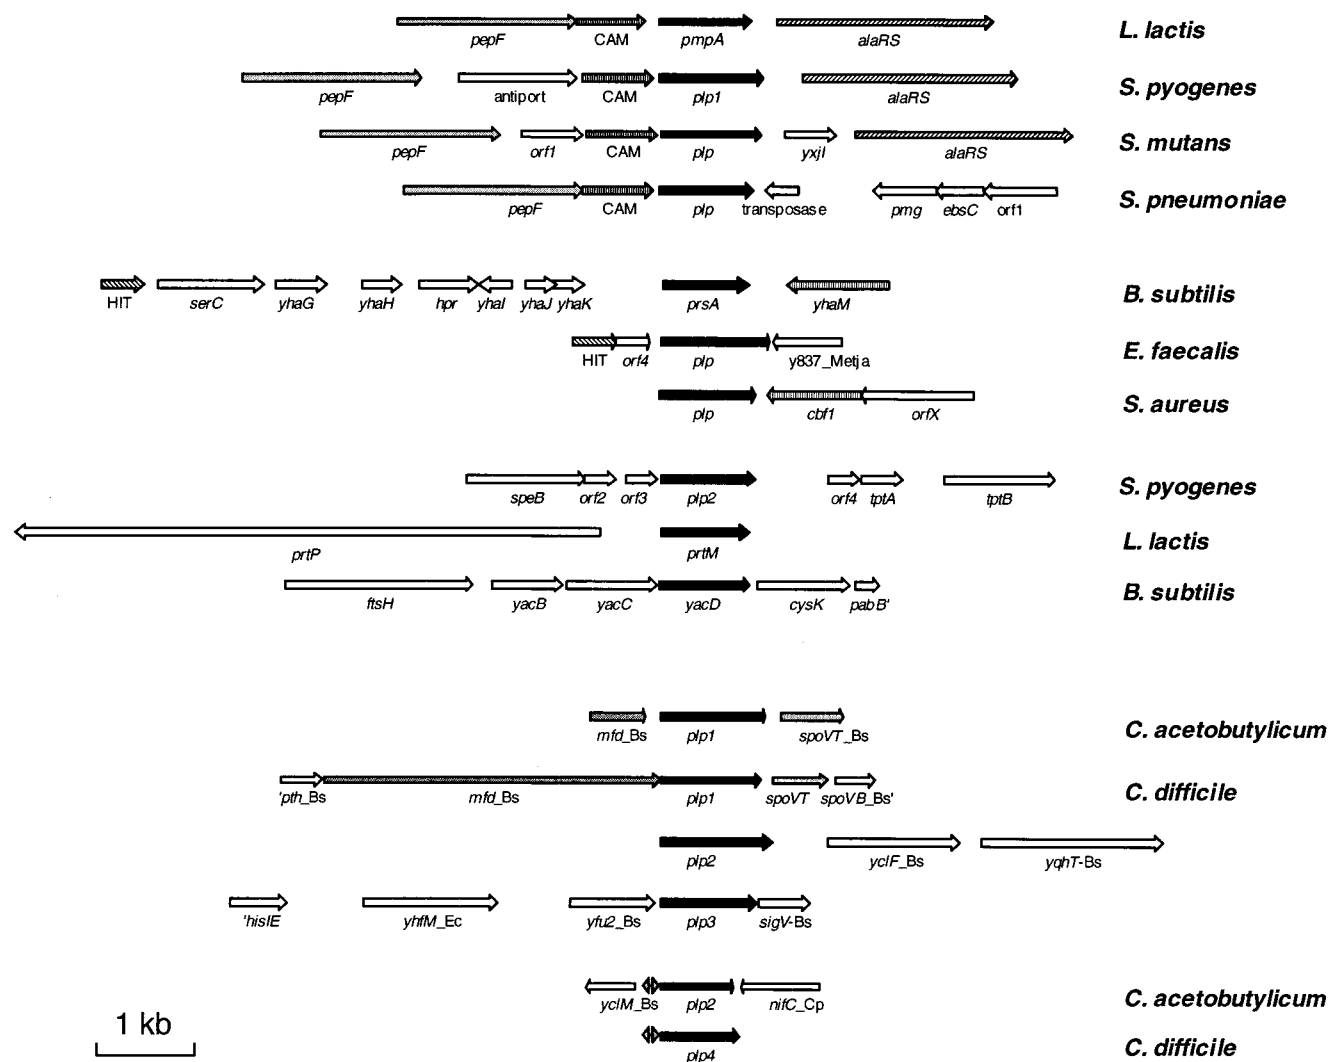 pepF CAM pmpA alaRS L. lactis
pepF antiport CAM plp1 alaRS S. pyogenes
pepF orf1 CAM plp yxjI alaRS S. mutans
pepF CAM plp transposase pmg ebsC orf1 S. pneumoniae
HIT serC yhaG yhaH hpr yhaI yhaJ yhaK prsA yhaM B. subtilis
HIT orf4 plp y837_Metja E. faecalis
plp cbf1 orfX S. aureus
speB orf2 orf3 plp2 orf4 tptA tptB S. pyogenes
prtP prtM L. lactis
ftsH yacB yacC yacD cysK pabB' B. subtilis
mfd_Bs plp1 spoVT_Bs C. acetobutylicum
'pth_Bs mfd_Bs plp1 spoVT spoVB_Bs' C. difficile
plp2 yclF_Bs yqhT-Bs
'hisIE yhfM_Ec yfu2_Bs plp3 sigV-Bs
yclM_Bs plp2 nifC_Cp C. acetobutylicum
1 kb
plp4 C. difficile